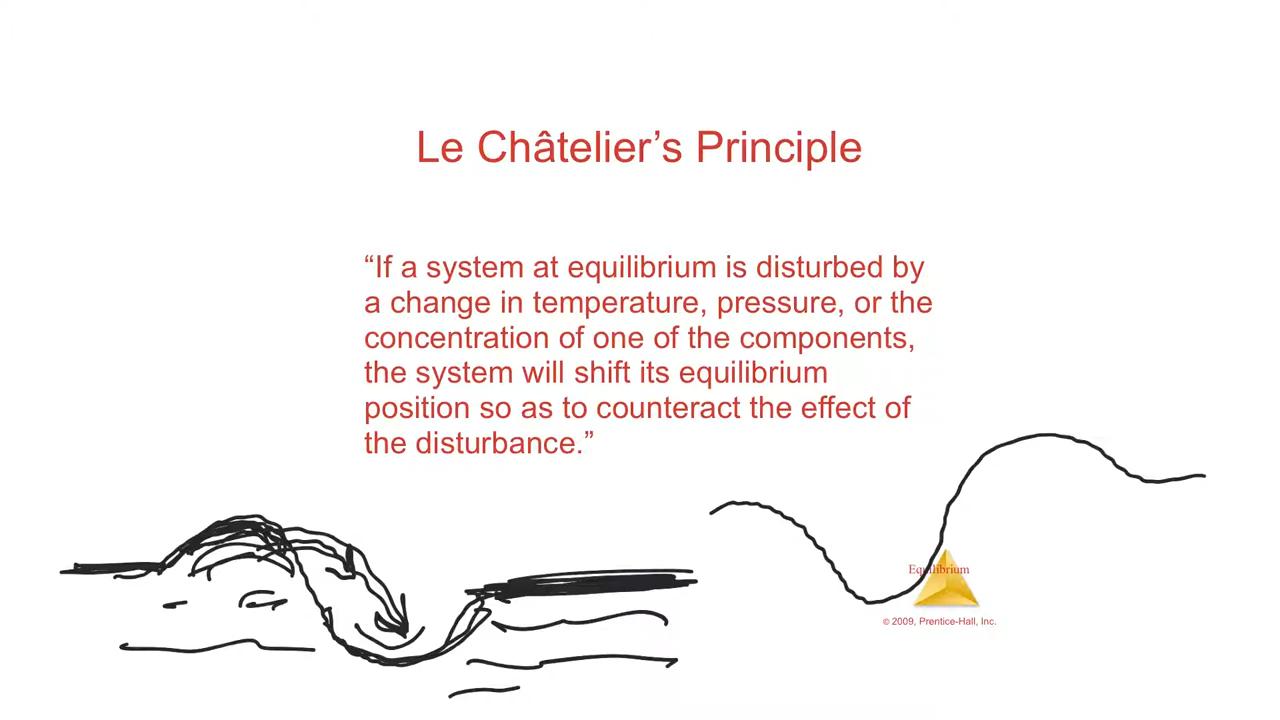 Le Châtelier’s Principle
“If a system at equilibrium is disturbed by
a change in temperature, pressure, or the
concentration of one of the components,
the system will shift its equilibrium
position so as to counteract the effect of
the disturbance.”
Equilibrium
© 2009, Prentice-Hall, Inc.